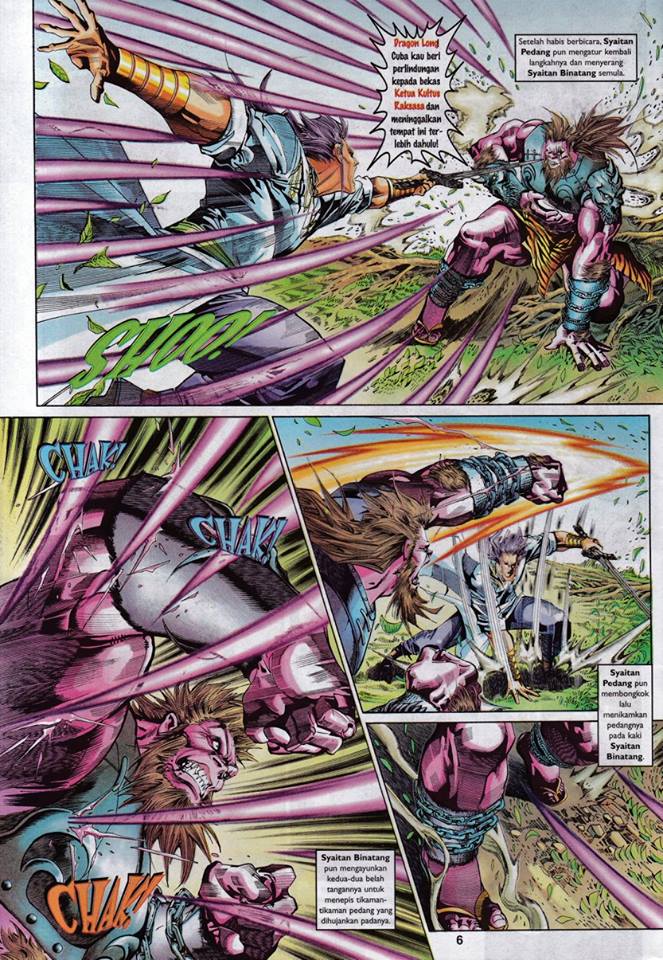 Dragon Long
Cuba kau beri
perlindungan
kepada bekas
Ketua Kultus
Raksasa dan
meninggalkan
tempat ini ter-
lebih dahulu!
Setelah habis berbicara, Syaitan
Pedang pun mengatur kembali
langkahnya dan menyerang
Syaitan Binatang semula.
SHOO!
CHAK!
CHAK!
Syaitan
Pedang pun
membongkok
lalu
menikamkan
pedangnya
pada kaki
Syaitan
Binatang.
Syaitan Binatang
pun mengayunkan
kedua-dua belah
tangannya untuk
menepis tikaman-
tikaman pedang yang
dihujankan padanya.
CHAK!
6